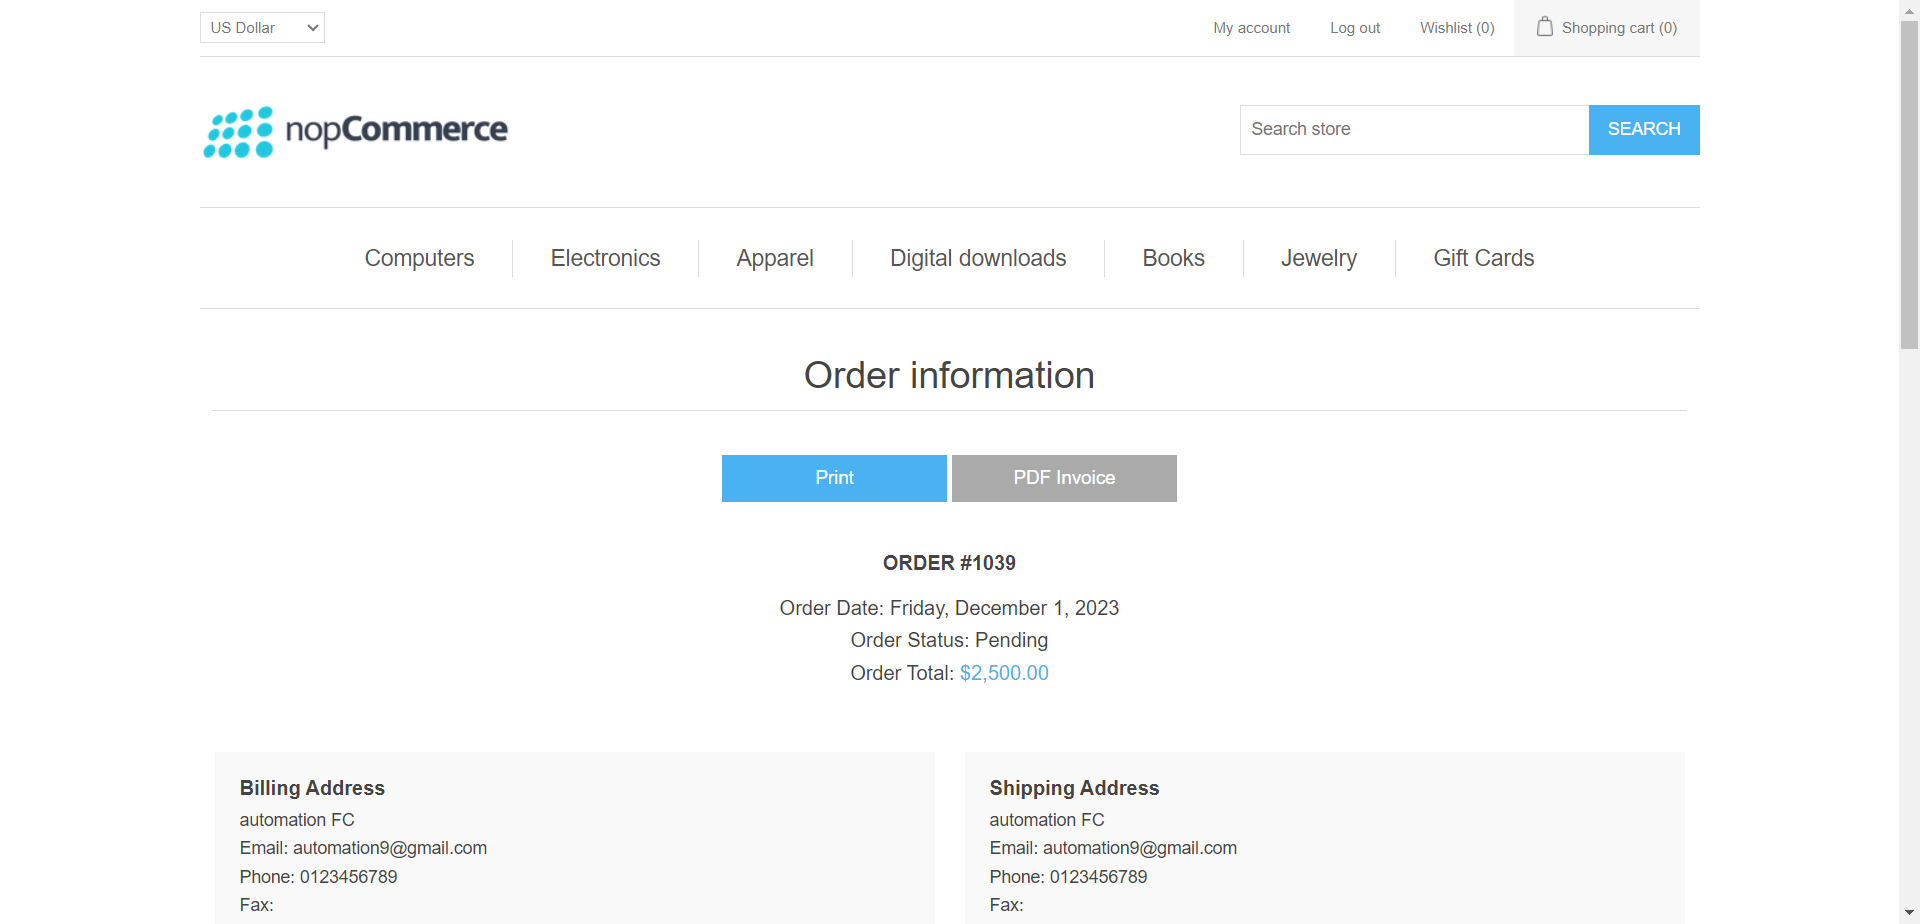 US Dollar
My account
Log out
Wishlist (0)
Shopping cart (0)
nopCommerce
Search store
SEARCH
Computers
Electronics
Apparel
Digital downloads
Books
Jewelry
Gift Cards
Order information
Print
PDF Invoice
ORDER #1039
Order Date: Friday, December 1, 2023
Order Status: Pending
Order Total: $2,500.00
Billing Address
automation FC
Email: automation9@gmail.com
Phone: 0123456789
Fax:
Shipping Address
automation FC
Email: automation9@gmail.com
Phone: 0123456789
Fax: